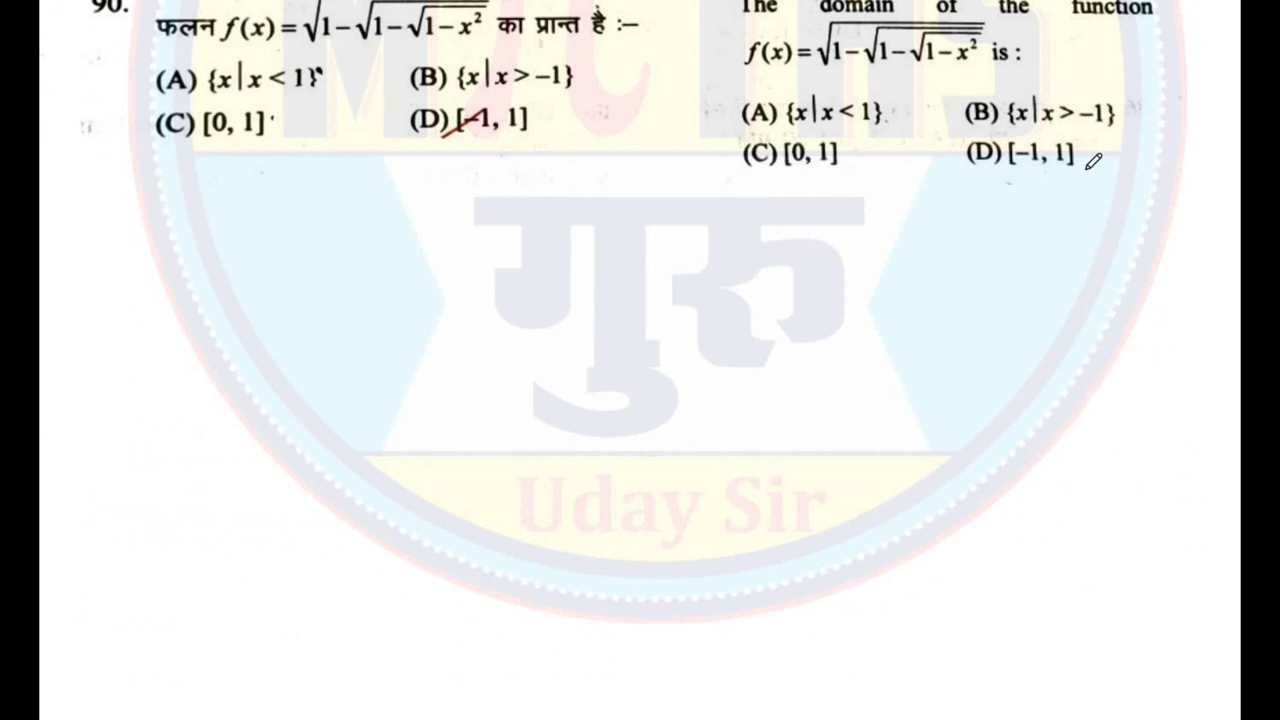 90.
फलन f(x)=√1−√1−√1−x² का प्रान्त है :–
(A) {x|x < 1} (B) {x|x > −1}
(C) [0, 1] (D) [−1, 1]
The domain of the function
f(x)=√1−√1−√1−x² is :
(A) {x|x < 1} (B) {x|x > −1}
(C) [0, 1] (D) [−1, 1]
गुरु
Uday Sir